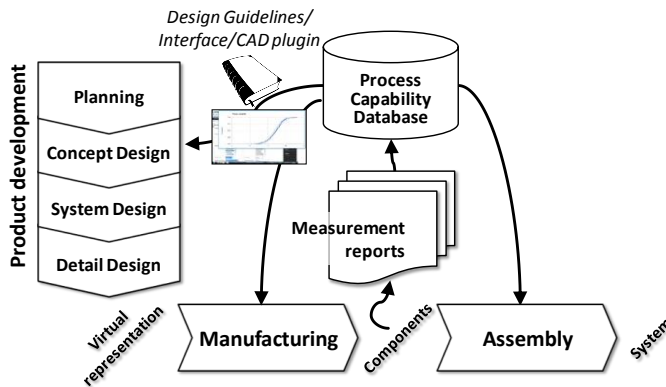 Design Guidelines/
Interface/CAD plugin
Product development
Planning
Concept Design
System Design
Detail Design
Process
Capability
Database
Measurement
reports
Virtual
representation
Manufacturing
Components
Assembly
System